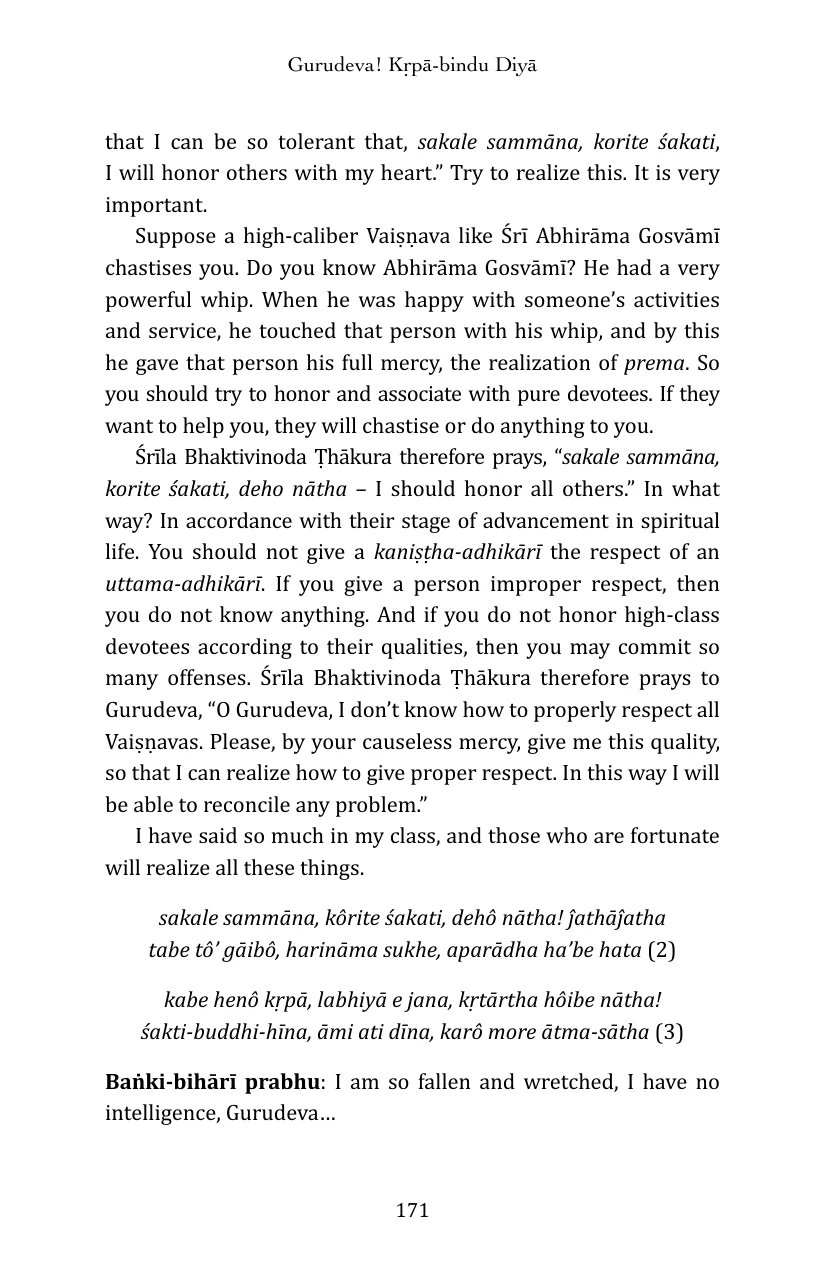 Gurudeva! Kṛpā-bindu Diyā
that I can be so tolerant that, sakale sammāna, korite śakati,
I will honor others with my heart.” Try to realize this. It is very
important.
Suppose a high-caliber Vaiṣṇava like Śrī Abhirāma Gosvāmī
chastises you. Do you know Abhirāma Gosvāmī? He had a very
powerful whip. When he was happy with someone’s activities
and service, he touched that person with his whip, and by this
he gave that person his full mercy, the realization of prema. So
you should try to honor and associate with pure devotees. If they
want to help you, they will chastise or do anything to you.
Śrīla Bhaktivinoda Ṭhākura therefore prays, “sakale sammāna,
korite śakati, deho nātha – I should honor all others.” In what
way? In accordance with their stage of advancement in spiritual
life. You should not give a kaniṣṭha-adhikārī the respect of an
uttama-adhikārī. If you give a person improper respect, then
you do not know anything. And if you do not honor high-class
devotees according to their qualities, then you may commit so
many offenses. Śrīla Bhaktivinoda Ṭhākura therefore prays to
Gurudeva, “O Gurudeva, I don’t know how to properly respect all
Vaiṣṇavas. Please, by your causeless mercy, give me this quality,
so that I can realize how to give proper respect. In this way I will
be able to reconcile any problem.”
I have said so much in my class, and those who are fortunate
will realize all these things.
sakale sammāna, kôrite śakati, dehô nātha! ĵathāĵatha
tabe tô’ gāibô, harināma sukhe, aparādha ha’be hata (2)
kabe henô kṛpā, labhiyā e jana, kṛtārtha hôibe nātha!
śakti-buddhi-hīna, āmi ati dīna, karô more ātma-sātha (3)
Baṅki-bihārī prabhu: I am so fallen and wretched, I have no
intelligence, Gurudeva…
171